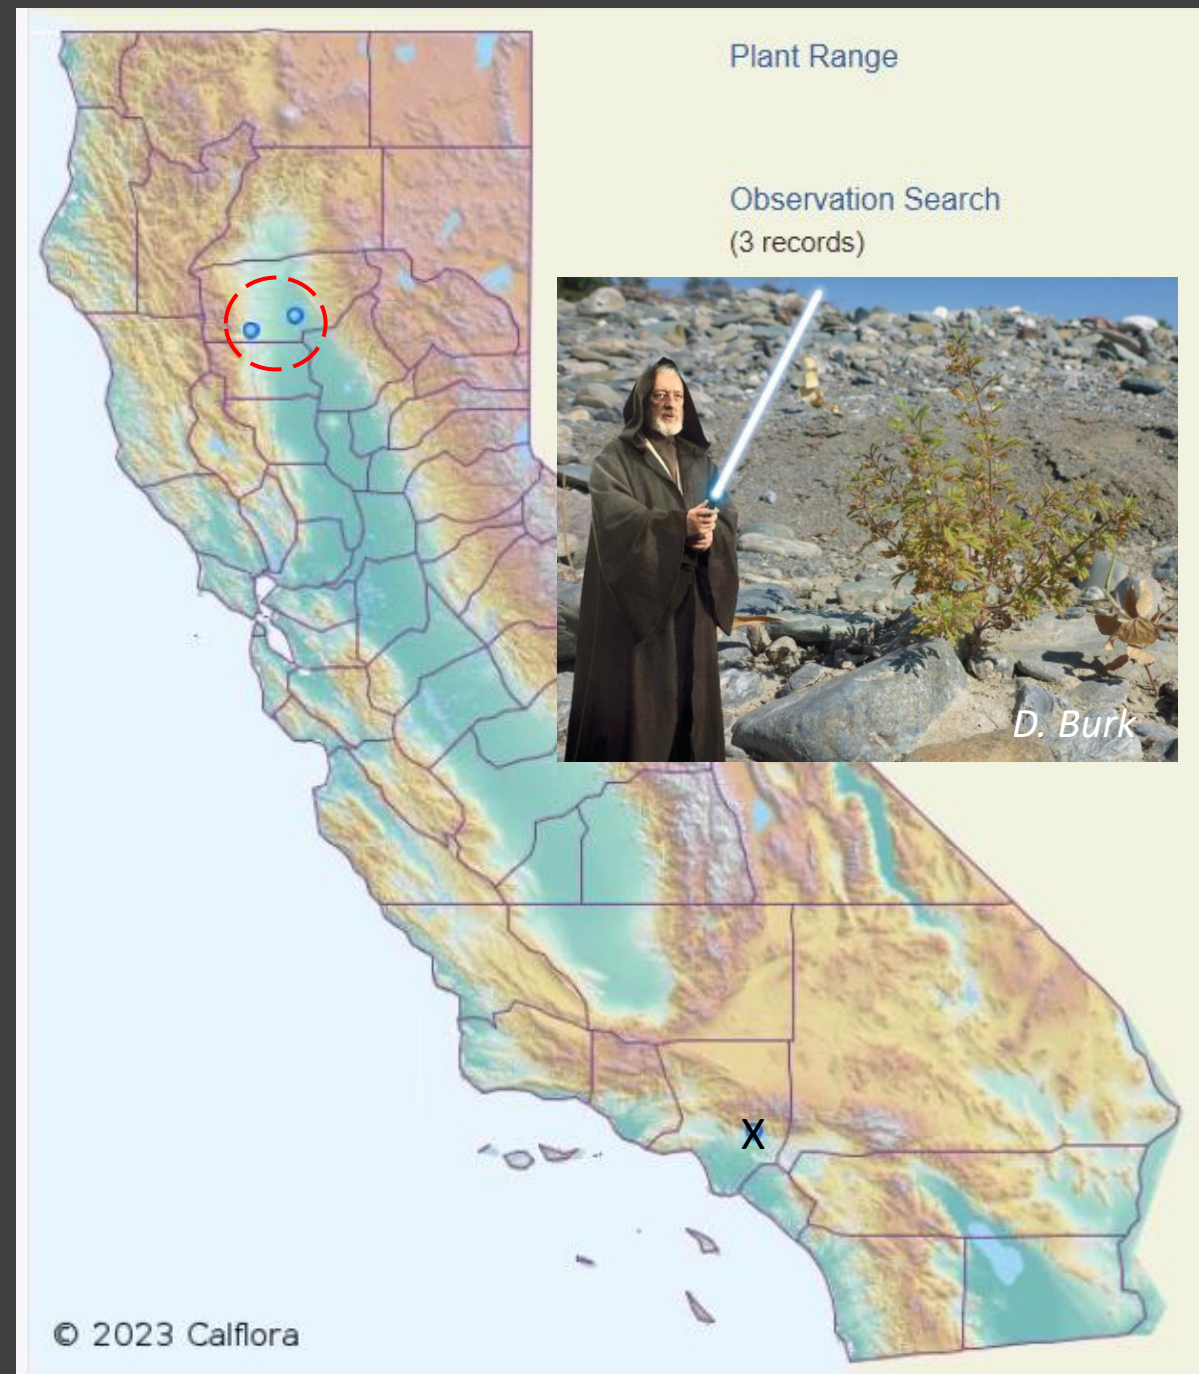 Plant Range
Observation Search
(3 records)
D. Burk
X
© 2023 Calflora